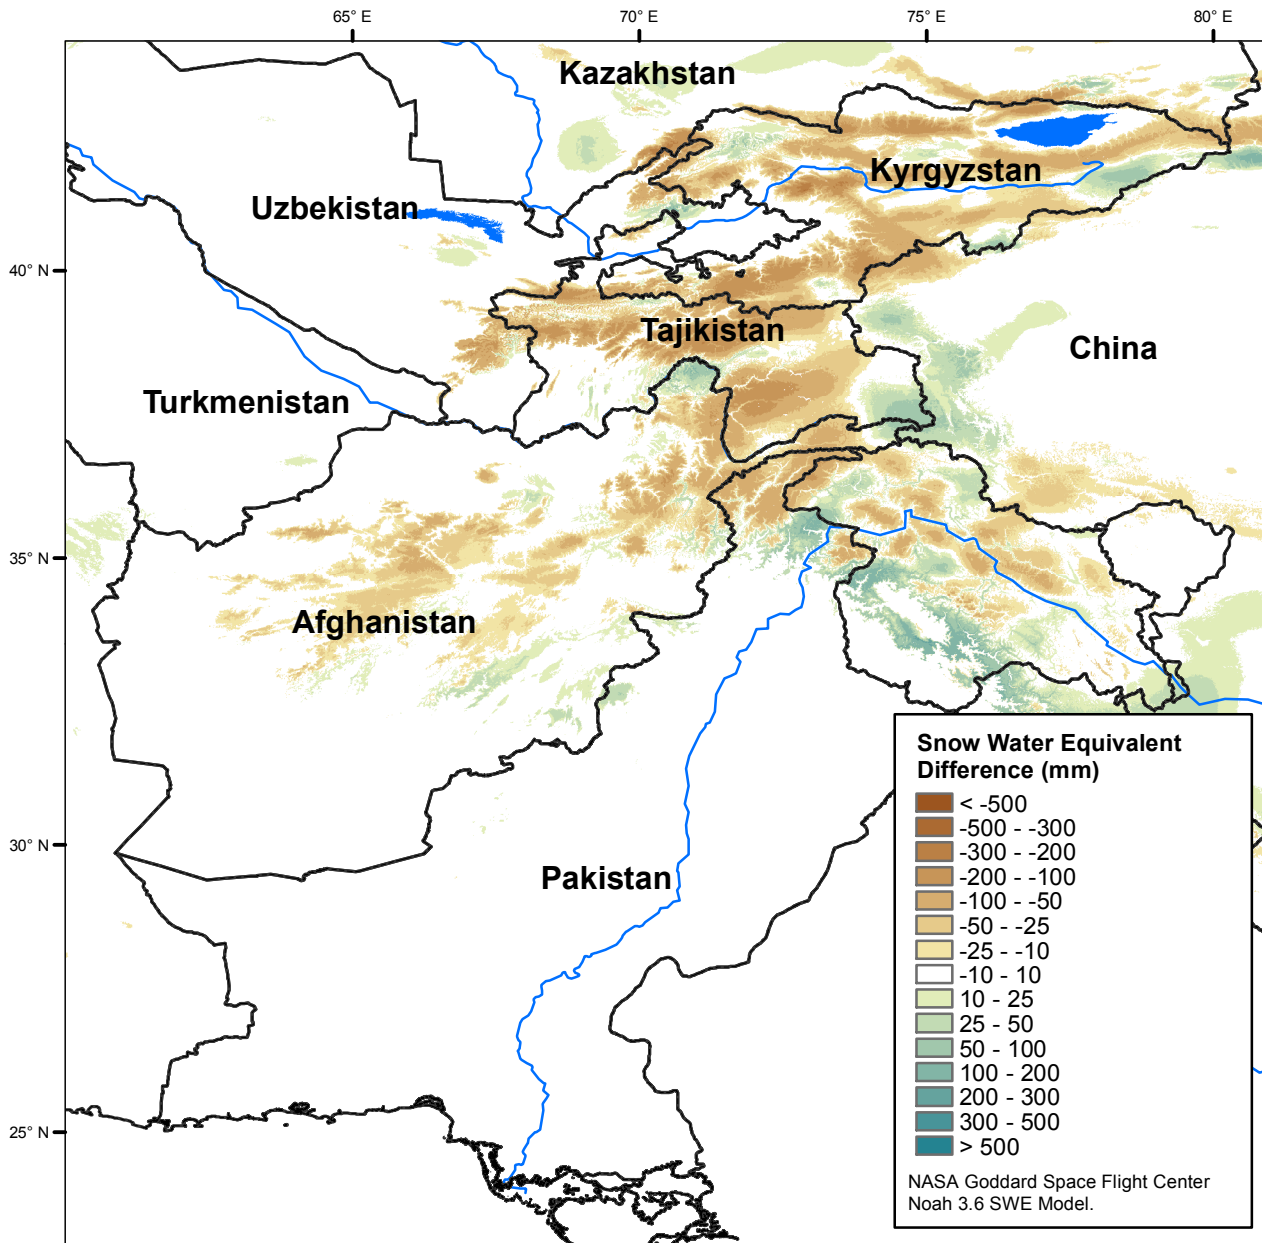 65° E
70° E
75° E
80° E
Kazakhstan
Kyrgyzstan
Uzbekistan
40° N
Tajikistan
China
Turkmenistan
35° N
Afghanistan
30° N
Pakistan
25° N
Snow Water Equivalent
Difference (mm)
< -500
-500 - -300
-300 - -200
-200 - -100
-100 - -50
-50 - -25
-25 - -10
-10 - 10
10 - 25
25 - 50
50 - 100
100 - 200
200 - 300
300 - 500
> 500
NASA Goddard Space Flight Center
Noah 3.6 SWE Model.